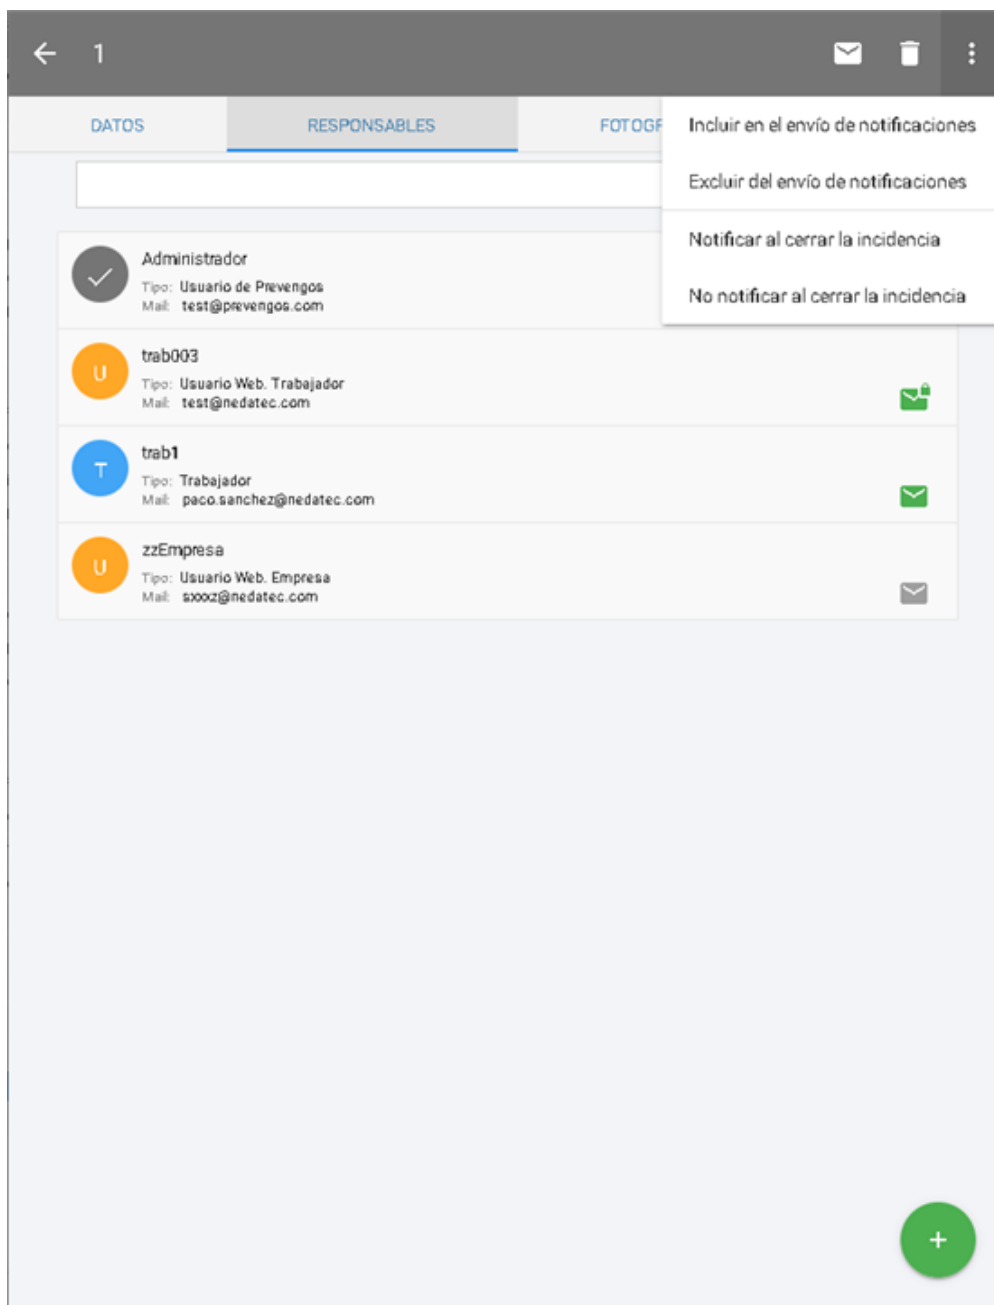 1
DATOS
RESPONSABLES
FOTOGR
Incluir en el envío de notificaciones
Excluir del envío de notificaciones
Notificar al cerrar la incidencia
No notificar al cerrar la incidencia
Administrador
Tipo: Usuario de Prevengos
Mail: test@prevengos.com
U
trab003
Tipo: Usuario Web. Trabajador
Mail: test@nedatec.com
T
trab1
Tipo: Trabajador
Mail: paco.sanchez@nedatec.com
U
zzEmpresa
Tipo: Usuario Web. Empresa
Mail: sxxxz@nedatec.com
+